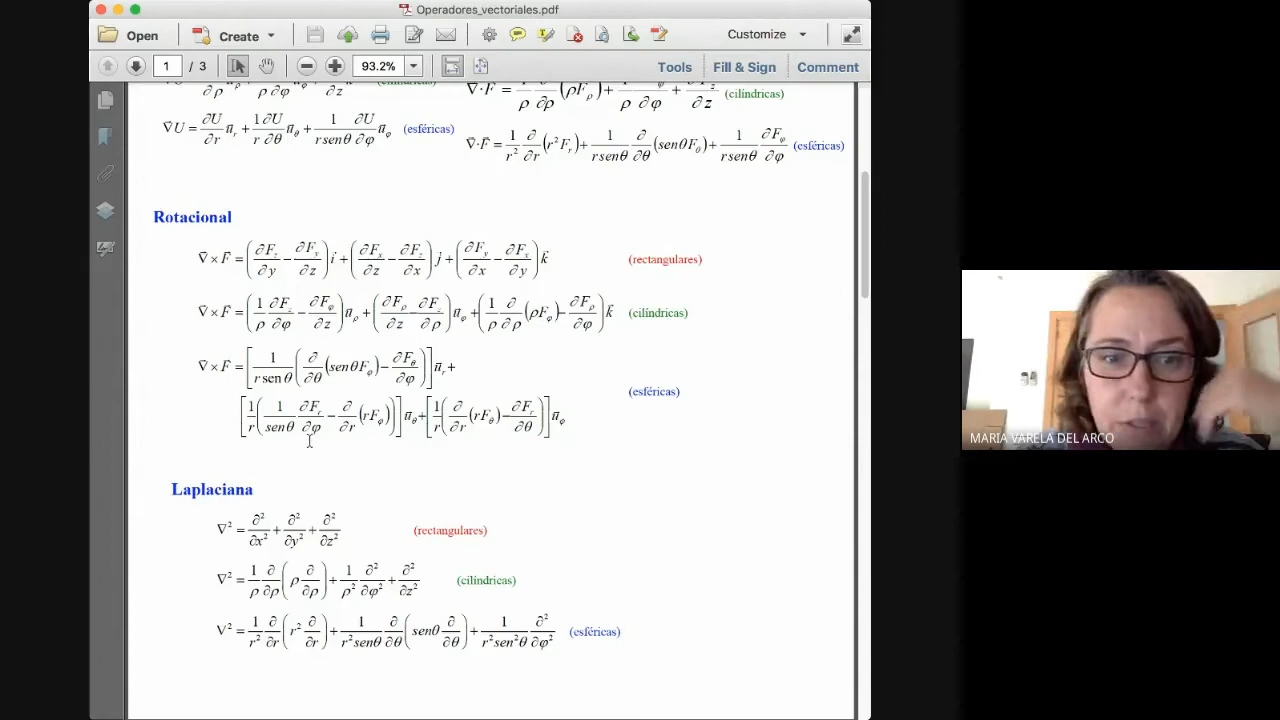 Operadores_vectoriales.pdf
Open Create Customize
1 / 3 93.2% Tools Fill & Sign Comment
(cilíndricas)
∇U = ∂U/∂r u_r + 1/r ∂U/∂θ u_θ + 1/(r senθ) ∂U/∂φ u_φ (esféricas)
∇·F = 1/ρ ∂/∂ρ (ρF_ρ) + 1/ρ ∂F_φ/∂φ + ∂F_z/∂z (cilíndricas)
∇·F = 1/r² ∂/∂r (r²F_r) + 1/(r senθ) ∂/∂θ (senθF_θ) + 1/(r senθ) ∂F_φ/∂φ (esféricas)
Rotacional
∇×F = (∂F_z/∂y − ∂F_y/∂z) i + (∂F_x/∂z − ∂F_z/∂x) j + (∂F_y/∂x − ∂F_x/∂y) k (rectangulares)
∇×F = (1/ρ ∂F_z/∂φ − ∂F_φ/∂z) u_ρ + (∂F_ρ/∂z − ∂F_z/∂ρ) u_φ + (1/ρ ∂/∂ρ (ρF_φ) − ∂F_ρ/∂φ) k (cilíndricas)
∇×F = [1/(r sen θ) (∂/∂θ (senθF_φ) − ∂F_θ/∂φ)] u_r +
[1/r (1/senθ ∂F_r/∂φ − ∂/∂r (rF_φ))] u_θ + [1/r (∂/∂r (rF_θ) − ∂F_r/∂θ)] u_φ (esféricas)
Laplaciana
∇² = ∂²/∂x² + ∂²/∂y² + ∂²/∂z² (rectangulares)
∇² = 1/ρ ∂/∂ρ (ρ ∂/∂ρ) + 1/ρ² ∂²/∂φ² + ∂²/∂z² (cilíndricas)
∇² = 1/r² ∂/∂r (r² ∂/∂r) + 1/(r² senθ) ∂/∂θ (senθ ∂/∂θ) + 1/(r² sen²θ) ∂²/∂φ² (esféricas)
MARIA VARELA DEL ARCO